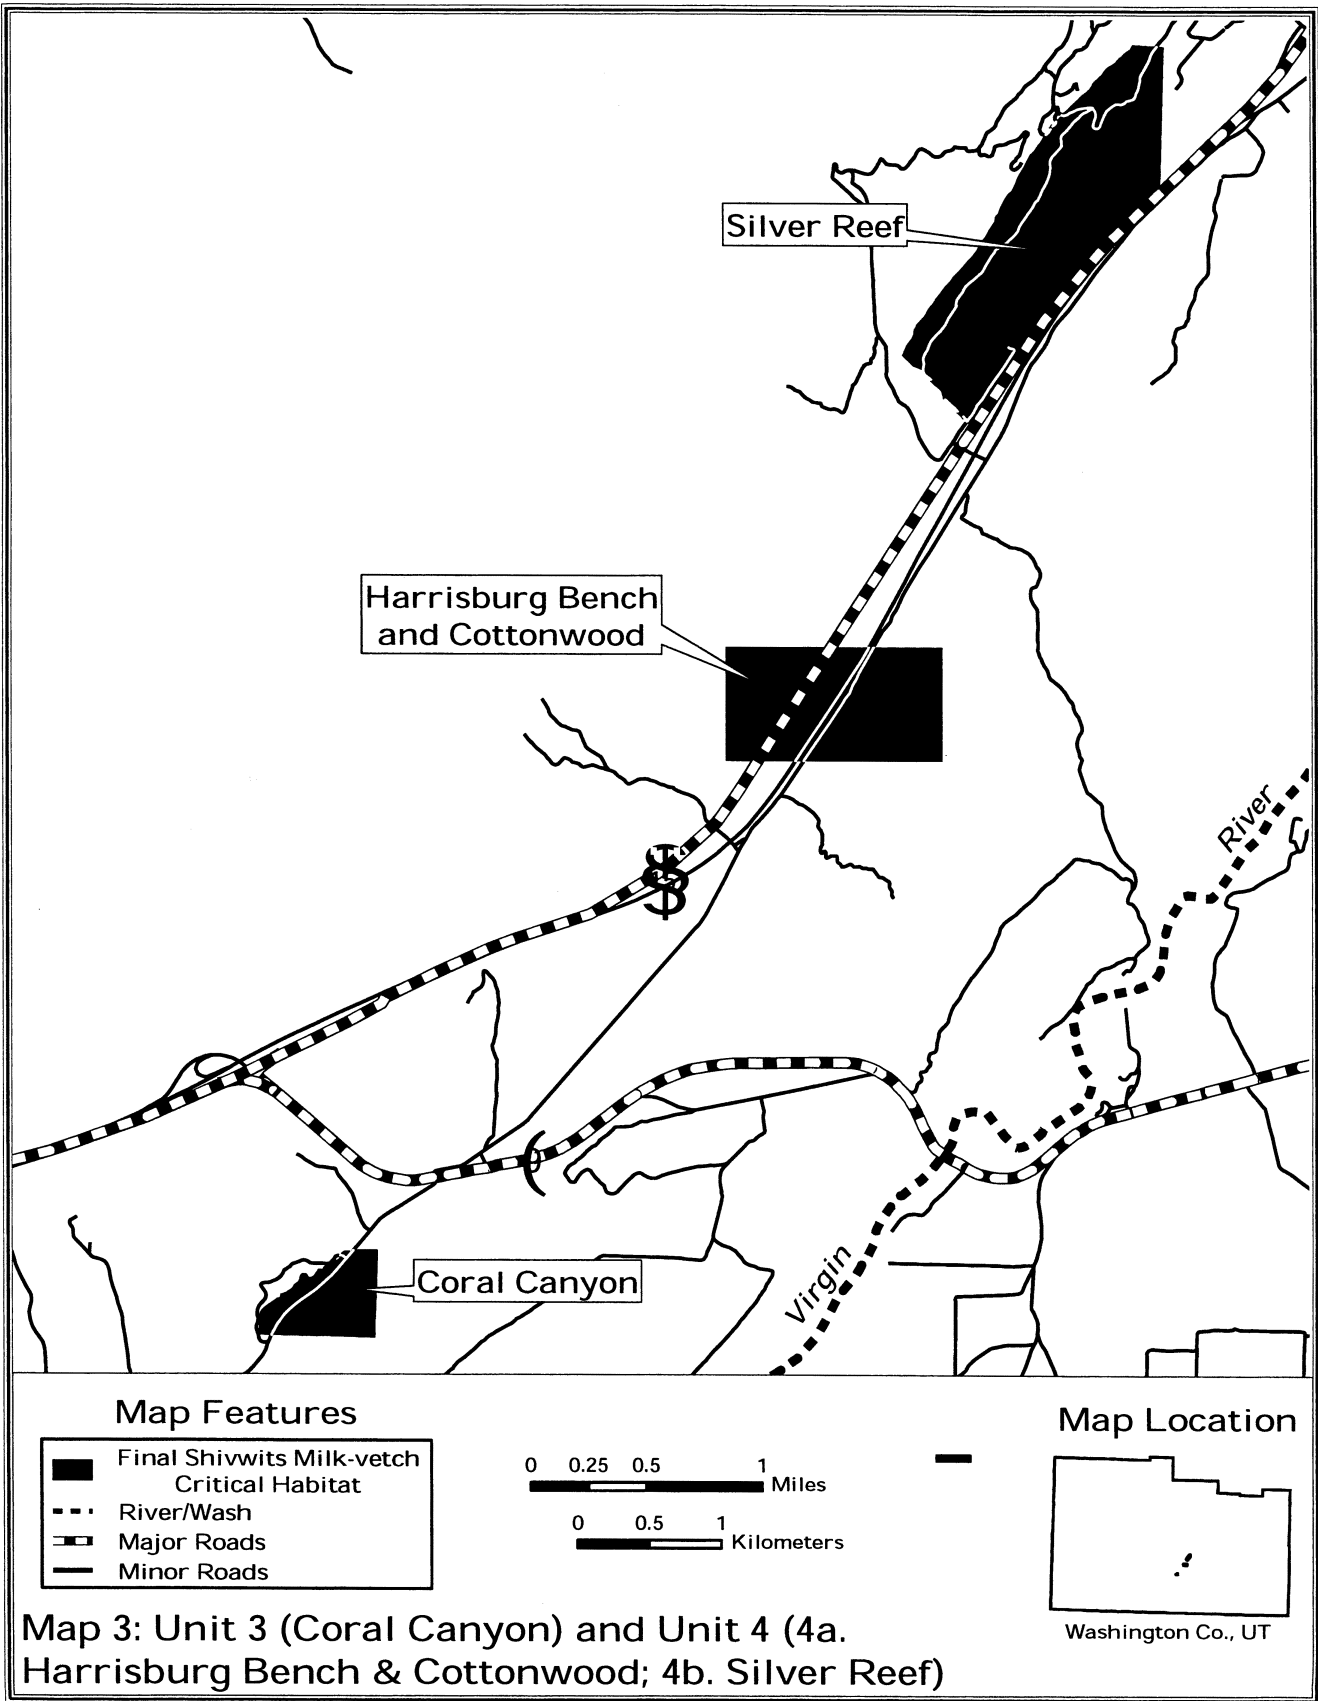 Silver Reef
Harrisburg Bench
and Cottonwood
River
Virgin
Coral Canyon
Map Features
Final Shivwits Milk-vetch
Critical Habitat
River/Wash
Major Roads
Minor Roads
0 0.25 0.5 1
Miles
0 0.5 1
Kilometers
Map Location
Washington Co., UT
Map 3: Unit 3 (Coral Canyon) and Unit 4 (4a.
Harrisburg Bench & Cottonwood; 4b. Silver Reef)